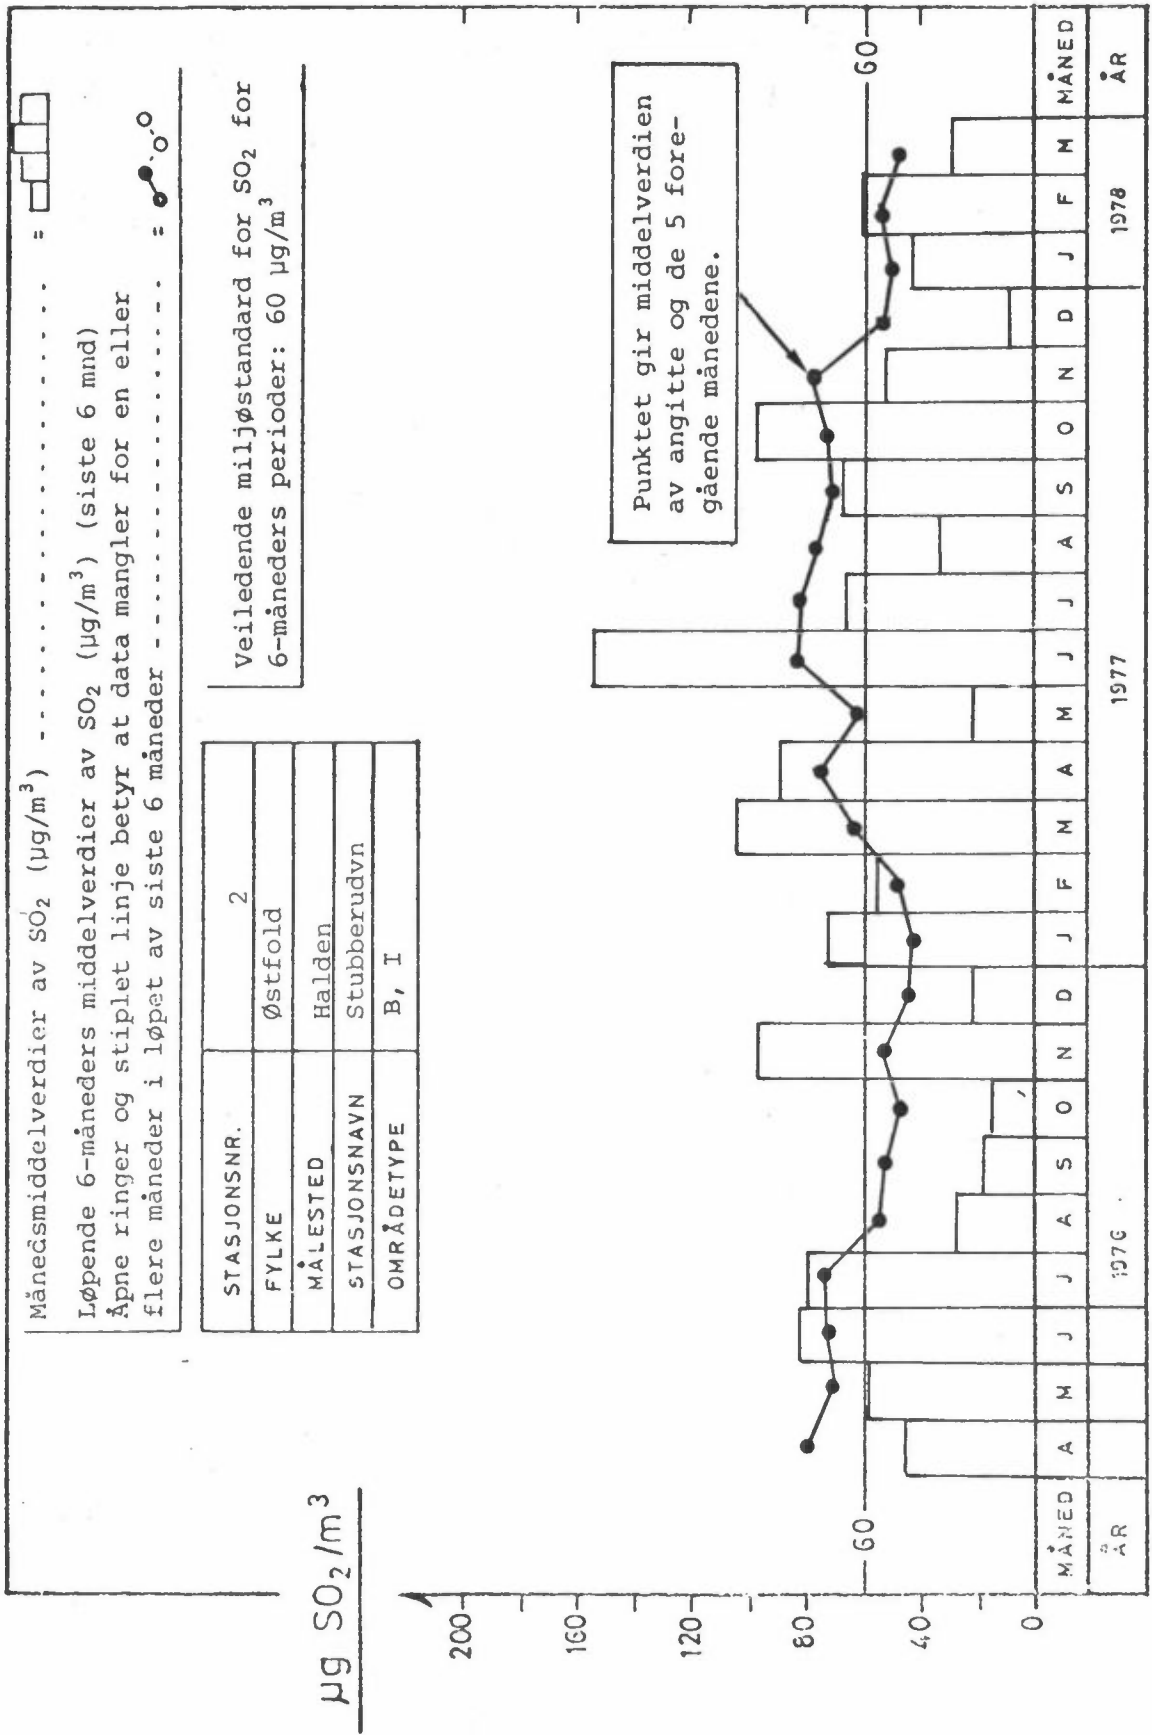 Månedsmiddelverdier av SO2 (µg/m3) - - - - - - - - - - - - - - - - - - - =
Løpende 6-måneders middelverdier av SO2 (µg/m3) (siste 6 mnd)
Åpne ringer og stiplet linje betyr at data mangler for en eller
flere måneder i løpet av siste 6 måneder - - - - - - - - - - - - - - - =
STASJONSNR. 2
FYLKE Østfold
MÅLESTED Halden
STASJONSNAVN Stubberudvn
OMRÅDETYPE B, I
Veiledende miljøstandard for SO2 for
6-måneders perioder: 60 µg/m3
µg SO2/m3
Punktet gir middelverdien
av angitte og de 5 fore-
gående månedene.
200
160
120
80
60 60
40
0
MÅNED A M J J A S O N D J F M A M J J A S O N D J F M MÅNED
ÅR 1976 1977 1978 ÅR